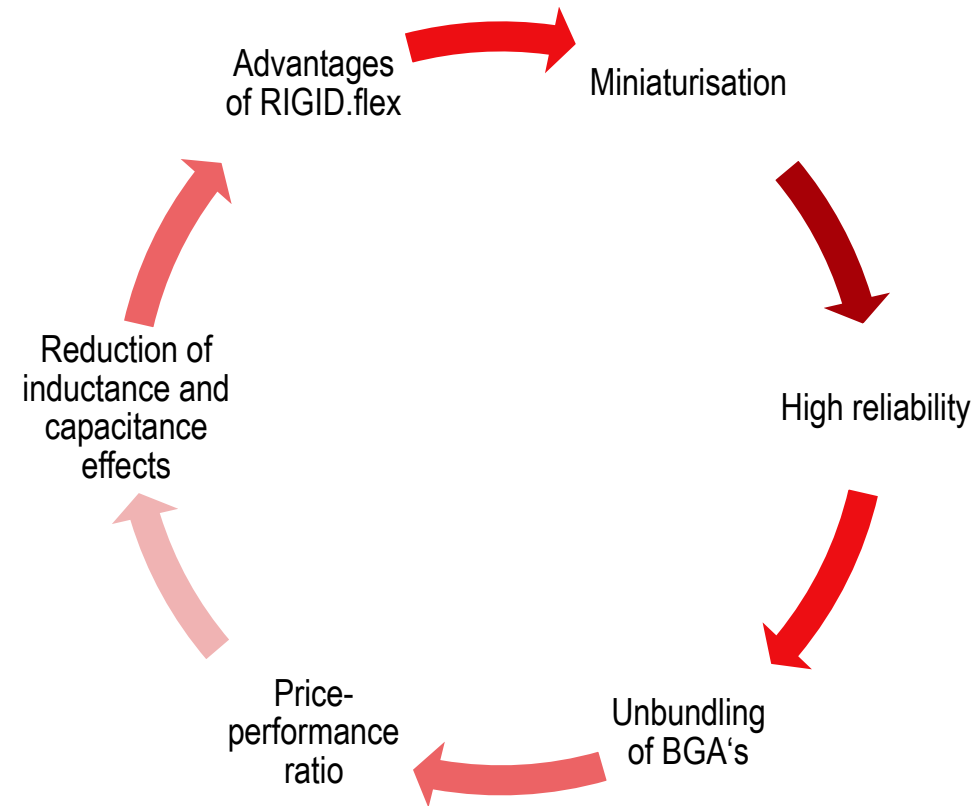 Advantages
of RIGID.flex
Miniaturisation
High reliability
Unbundling
of BGA‘s
Price-
performance
ratio
Reduction of
inductance and
capacitance
effects